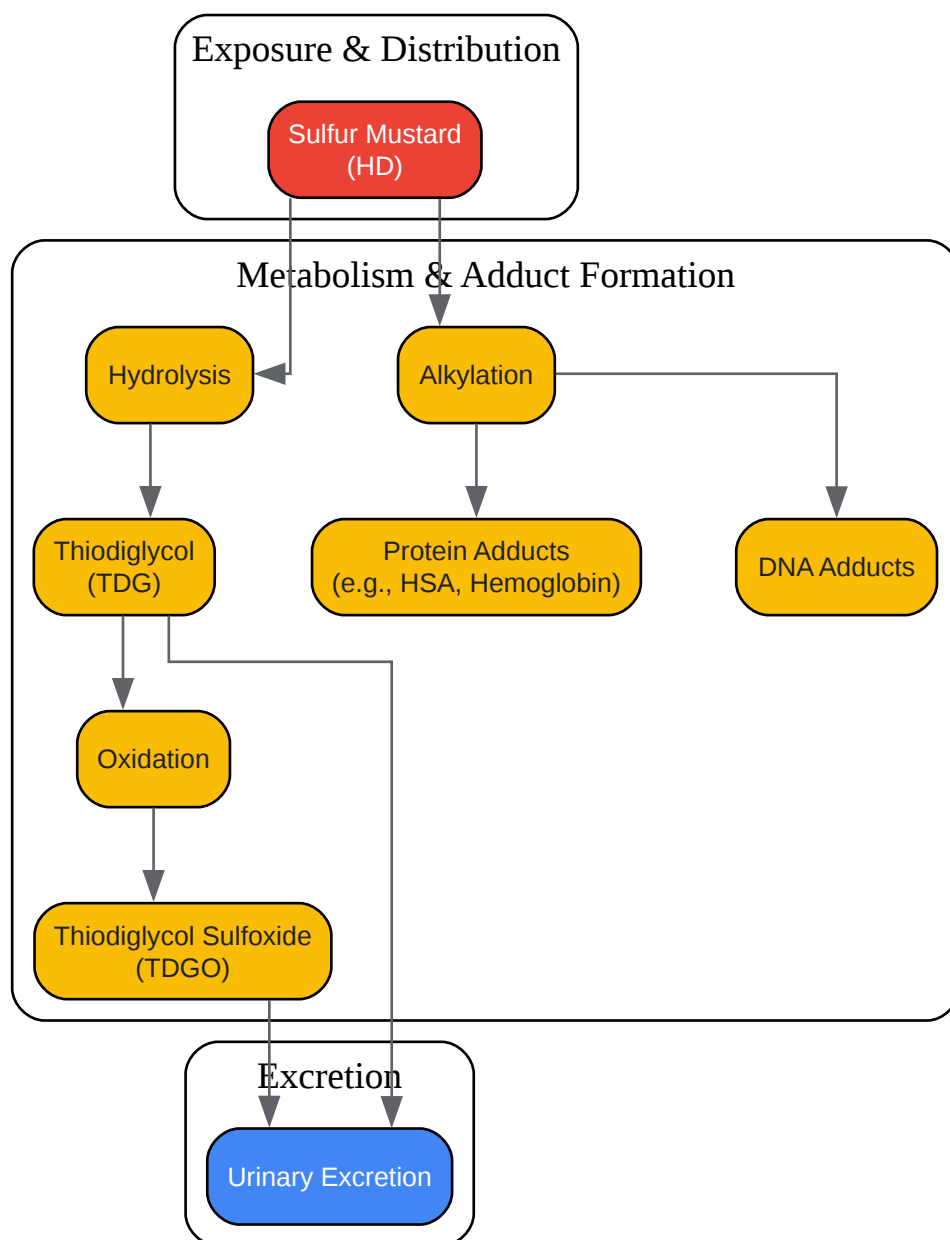 Exposure & Distribution
Sulfur Mustard
(HD)
Metabolism & Adduct Formation
Hydrolysis
Alkylation
Thiodiglycol
(TDG)
Protein Adducts
(e.g., HSA, Hemoglobin)
DNA Adducts
Oxidation
Thiodiglycol Sulfoxide
(TDGO)
Excretion
Urinary Excretion